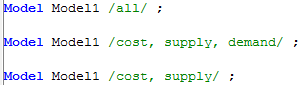 Model Model1 /all/ ;
Model Model1 /cost, supply, demand/ ;
Model Model1 /cost, supply/ ;